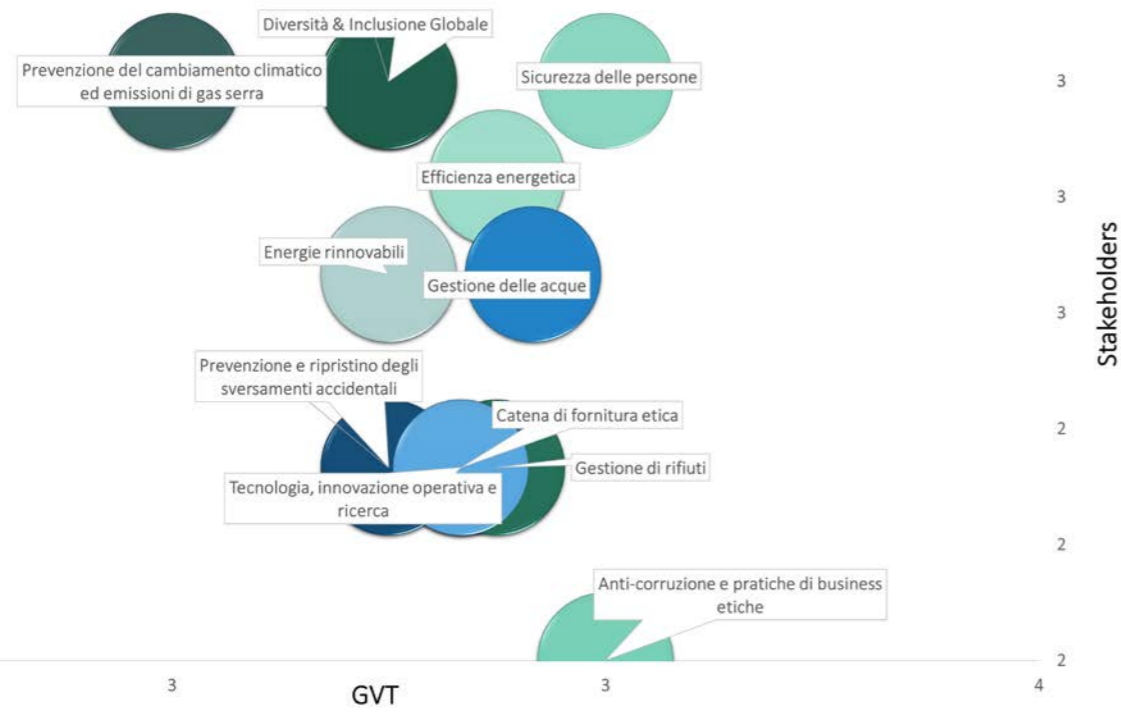 Diversità & Inclusione Globale
Prevenzione del cambiamento climatico
ed emissioni di gas serra
Sicurezza delle persone
3
Efficienza energetica
3
Energie rinnovabili
Gestione delle acque
3
Stakeholders
Prevenzione e ripristino degli
sversamenti accidentali
Catena di fornitura etica
2
Gestione di rifiuti
Tecnologia, innovazione operativa e
ricerca
2
Anti-corruzione e pratiche di business
etiche
2
3
GVT
3
4